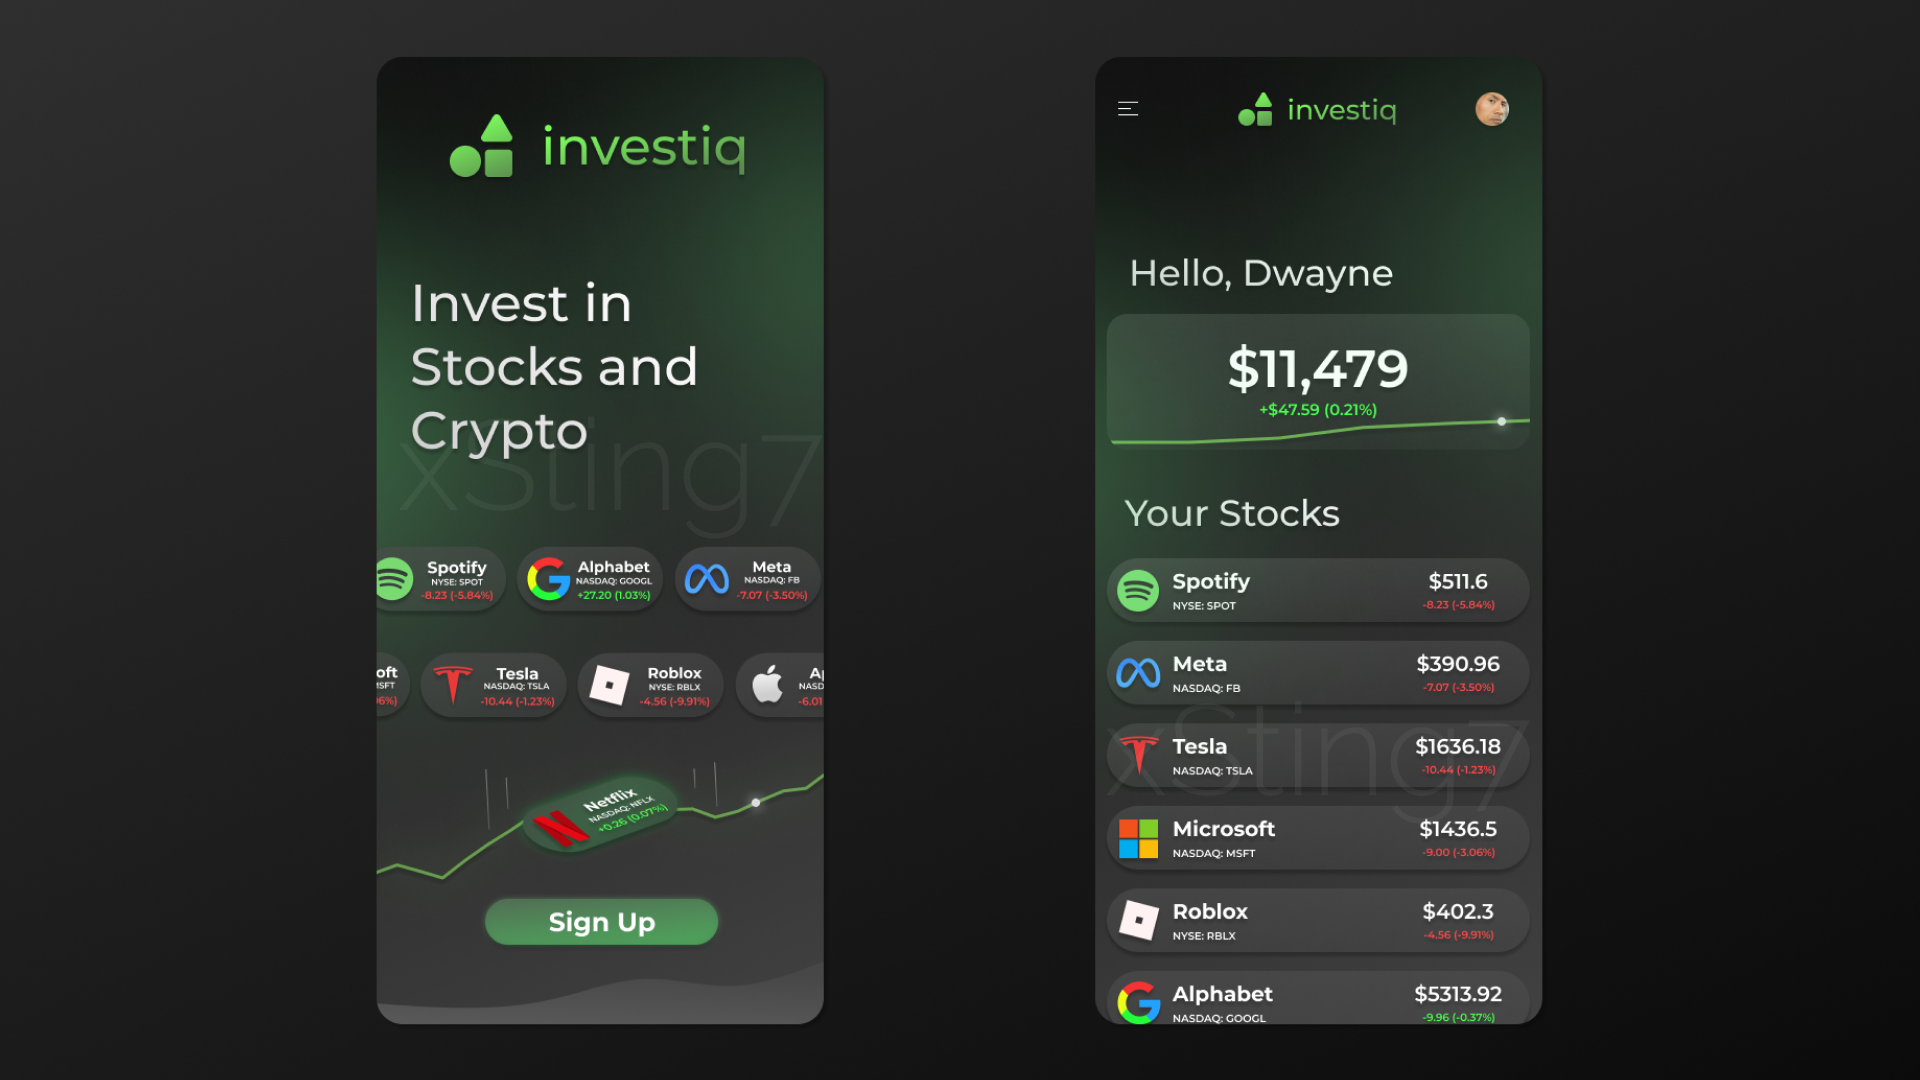 investiq
Invest in
Stocks and
Crypto
xSting7
Spotify
NYSE: SPOT
-8.23 (-5.84%)
Alphabet
NASDAQ: GOOGL
+27.20 (1.03%)
Meta
NASDAQ: FB
-7.07 (-3.50%)
oft
MSFT
6%)
Tesla
NASDAQ: TSLA
-10.44 (-1.23%)
Roblox
NYSE: RBLX
-4.56 (-9.91%)
Ap
NASD
-6.01
Netflix
NASDAQ: NFLX
+0.26 (0.07%)
Sign Up
investiq
Hello, Dwayne
$11,479
+$47.59 (0.21%)
Your Stocks
Spotify
NYSE: SPOT
$511.6
-8.23 (-5.84%)
Meta
NASDAQ: FB
$390.96
-7.07 (-3.50%)
xSting7
Tesla
NASDAQ: TSLA
$1636.18
-10.44 (-1.23%)
Microsoft
NASDAQ: MSFT
$1436.5
-9.00 (-3.06%)
Roblox
NYSE: RBLX
$402.3
-4.56 (-9.91%)
Alphabet
NASDAQ: GOOGL
$5313.92
-9.96 (-0.37%)